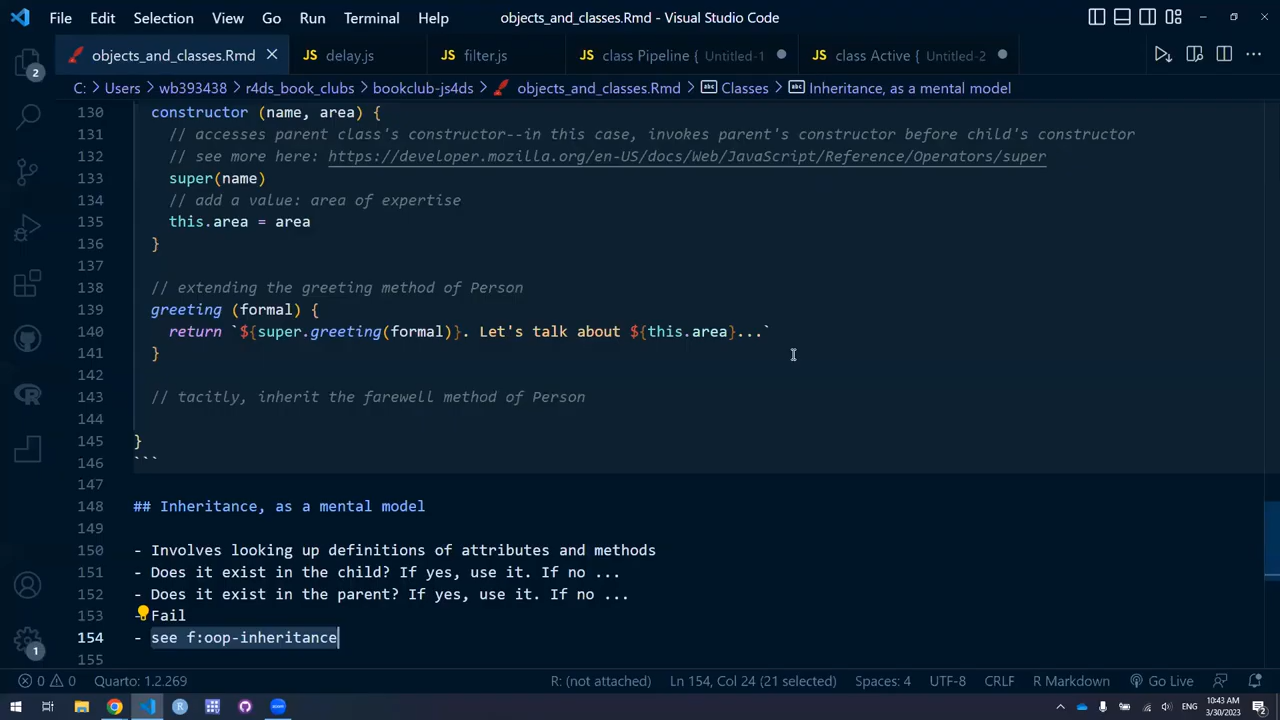 File Edit Selection View Go Run Terminal Help objects_and_classes.Rmd - Visual Studio Code
objects_and_classes.Rmd JS delay.js JS filter.js JS class Pipeline { Untitled-1 JS class Active { Untitled-2
C: > Users > wb393438 > r4ds_book_clubs > bookclub-js4ds > objects_and_classes.Rmd > abc Classes > abc Inheritance, as a mental model
130 constructor (name, area) {
131 // accesses parent class's constructor--in this case, invokes parent's constructor before child's constructor
132 // see more here: https://developer.mozilla.org/en-US/docs/Web/JavaScript/Reference/Operators/super
133 super(name)
134 // add a value: area of expertise
135 this.area = area
136 }
137
138 // extending the greeting method of Person
139 greeting (formal) {
140 return `${super.greeting(formal)}. Let's talk about ${this.area}...`
141 }
142
143 // tacitly, inherit the farewell method of Person
144
145 }
146 ```
147
148 ## Inheritance, as a mental model
149
150 - Involves looking up definitions of attributes and methods
151 - Does it exist in the child? If yes, use it. If no ...
152 - Does it exist in the parent? If yes, use it. If no ...
153 - Fail
154 - see f:oop-inheritance
155
2
1
0 0 Quarto: 1.2.269 R: (not attached) Ln 154, Col 24 (21 selected) Spaces: 4 UTF-8 CRLF R Markdown Go Live
zoom ENG 10:43 AM
3/30/2023 2